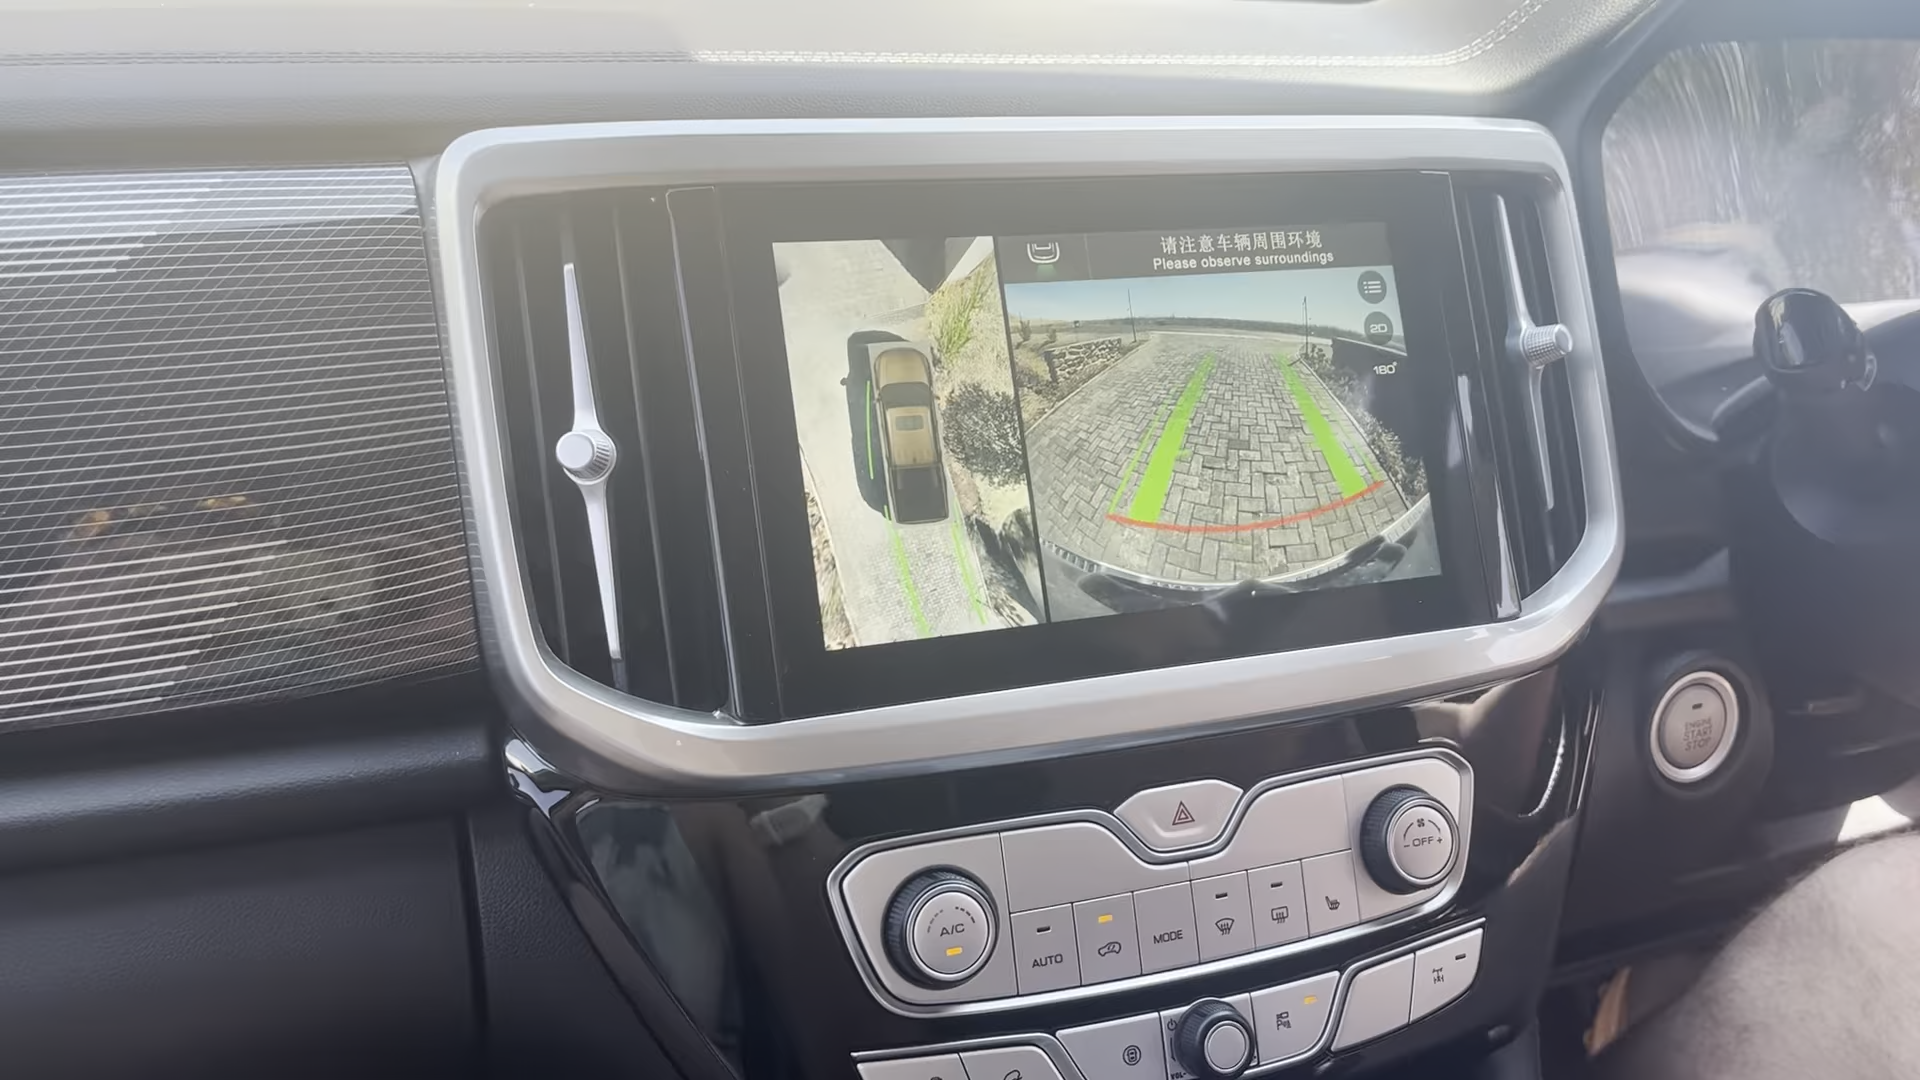 请注意车辆周围环境
Please observe surroundings
2D
180°
ENGINE
START
STOP
- OFF +
A/C
AUTO
MODE
VOL-